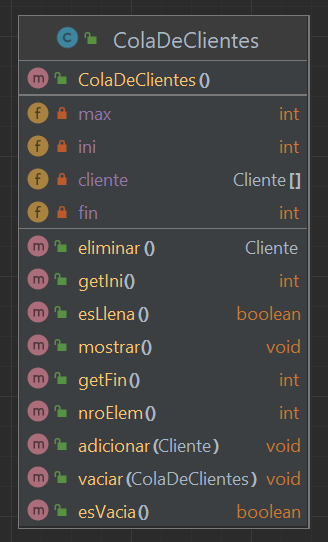 ColaDeClientes
ColaDeClientes()
max int
ini int
cliente Cliente[]
fin int
eliminar() Cliente
getIni() int
esLlena() boolean
mostrar() void
getFin() int
nroElem() int
adicionar(Cliente) void
vaciar(ColaDeClientes) void
esVacia() boolean